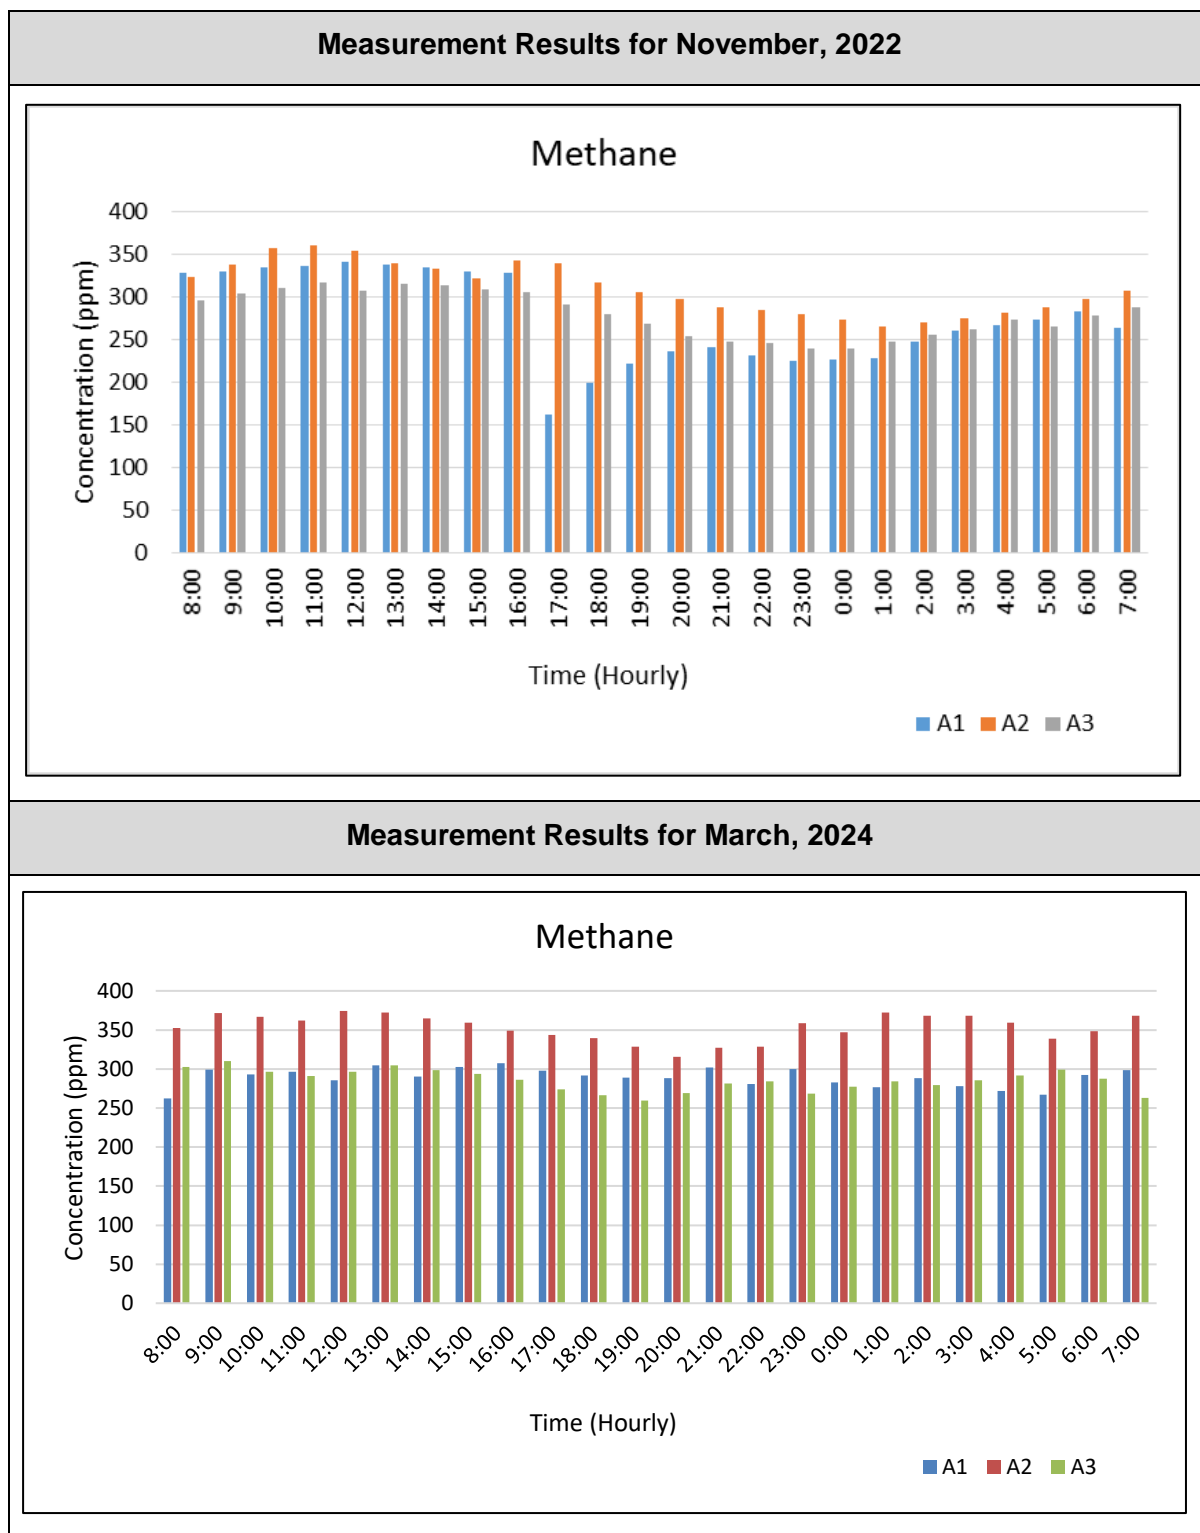 Measurement Results for November, 2022
Methane
Concentration (ppm)
400
350
300
250
200
150
100
50
0
8:00 9:00 10:00 11:00 12:00 13:00 14:00 15:00 16:00 17:00 18:00 19:00 20:00 21:00 22:00 23:00 0:00 1:00 2:00 3:00 4:00 5:00 6:00 7:00
Time (Hourly)
A1 A2 A3
Measurement Results for March, 2024
Methane
Concentration (ppm)
400
350
300
250
200
150
100
50
0
8:00 9:00 10:00 11:00 12:00 13:00 14:00 15:00 16:00 17:00 18:00 19:00 20:00 21:00 22:00 23:00 0:00 1:00 2:00 3:00 4:00 5:00 6:00 7:00
Time (Hourly)
A1 A2 A3